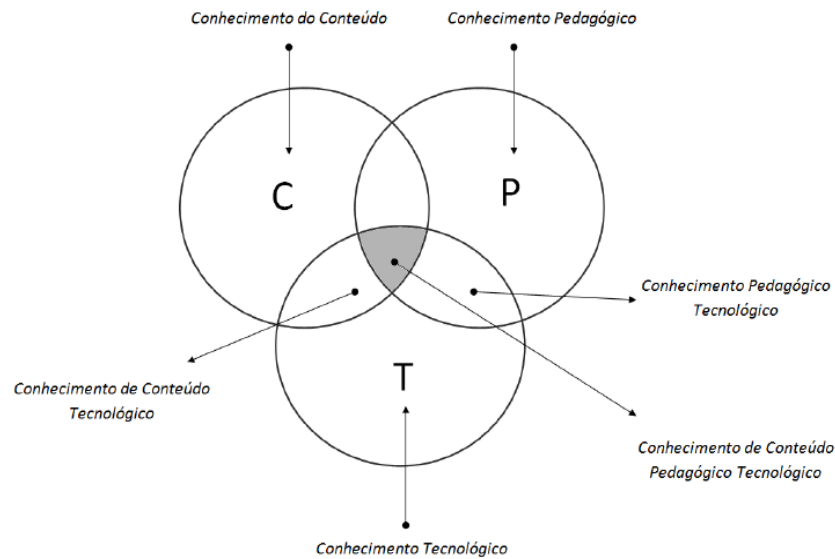 Conhecimento do Conteúdo
Conhecimento Pedagógico
C
P
Conhecimento Pedagógico
Tecnológico
Conhecimento de Conteúdo
Tecnológico
T
Conhecimento de Conteúdo
Pedagógico Tecnológico
Conhecimento Tecnológico